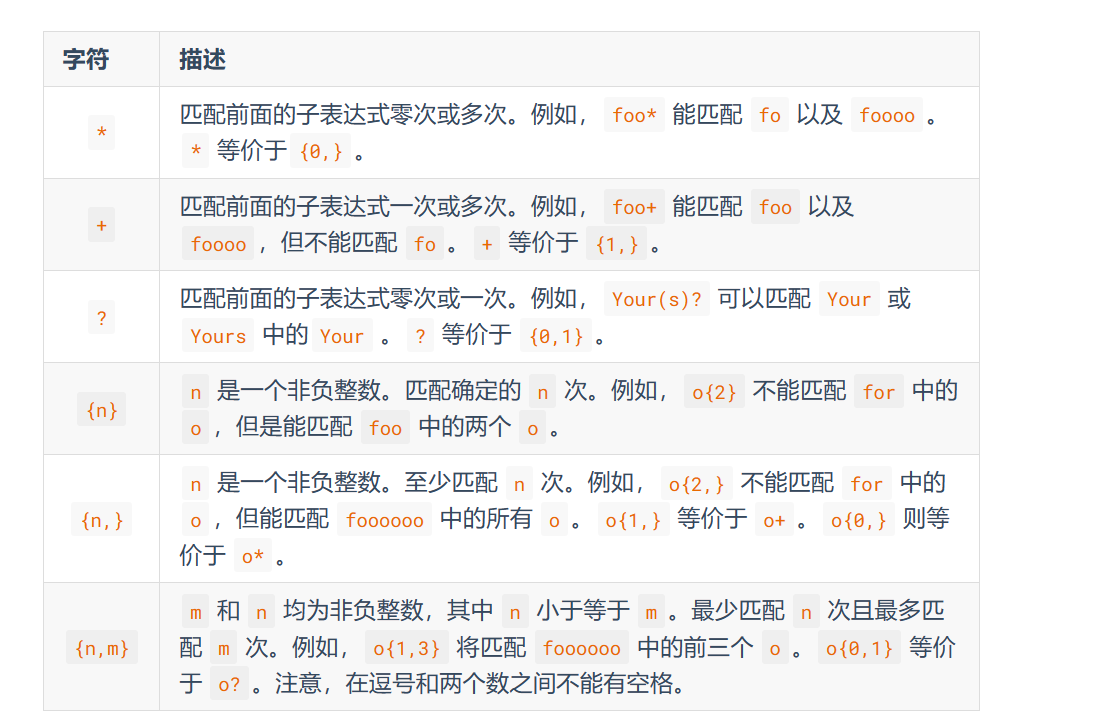 字符 描述
* 匹配前面的子表达式零次或多次。例如， foo* 能匹配 fo 以及 foooo 。
* 等价于 {0,} 。
+ 匹配前面的子表达式一次或多次。例如， foo+ 能匹配 foo 以及
foooo ，但不能匹配 fo 。 + 等价于 {1,} 。
? 匹配前面的子表达式零次或一次。例如， Your(s)? 可以匹配 Your 或
Yours 中的 Your 。 ? 等价于 {0,1} 。
{n} n 是一个非负整数。匹配确定的 n 次。例如， o{2} 不能匹配 for 中的
o ，但是能匹配 foo 中的两个 o 。
{n,} n 是一个非负整数。至少匹配 n 次。例如， o{2,} 不能匹配 for 中的
o ，但能匹配 foooooo 中的所有 o 。 o{1,} 等价于 o+ 。 o{0,} 则等
价于 o* 。
{n,m} m 和 n 均为非负整数，其中 n 小于等于 m 。最少匹配 n 次且最多匹
配 m 次。例如， o{1,3} 将匹配 foooooo 中的前三个 o 。 o{0,1} 等价
于 o? 。注意，在逗号和两个数之间不能有空格。